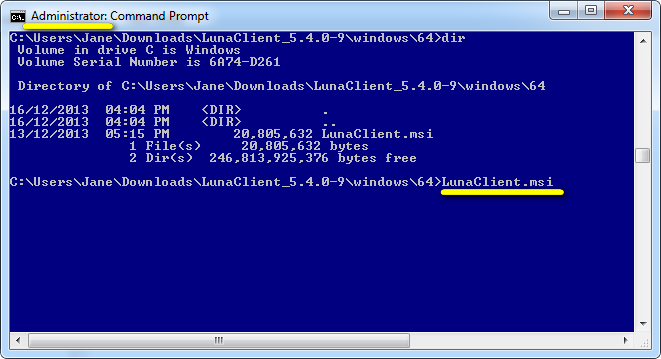 Administrator: Command Prompt
C:\Users\Jane\Downloads\LunaClient_5.4.0-9\windows\64>dir
 Volume in drive C is Windows
 Volume Serial Number is 6A74-D261

 Directory of C:\Users\Jane\Downloads\LunaClient_5.4.0-9\windows\64

16/12/2013  04:04 PM    <DIR>          .
16/12/2013  04:04 PM    <DIR>          ..
13/12/2013  05:15 PM        20,805,632 LunaClient.msi
               1 File(s)     20,805,632 bytes
               2 Dir(s)  246,813,925,376 bytes free

C:\Users\Jane\Downloads\LunaClient_5.4.0-9\windows\64>LunaClient.msi